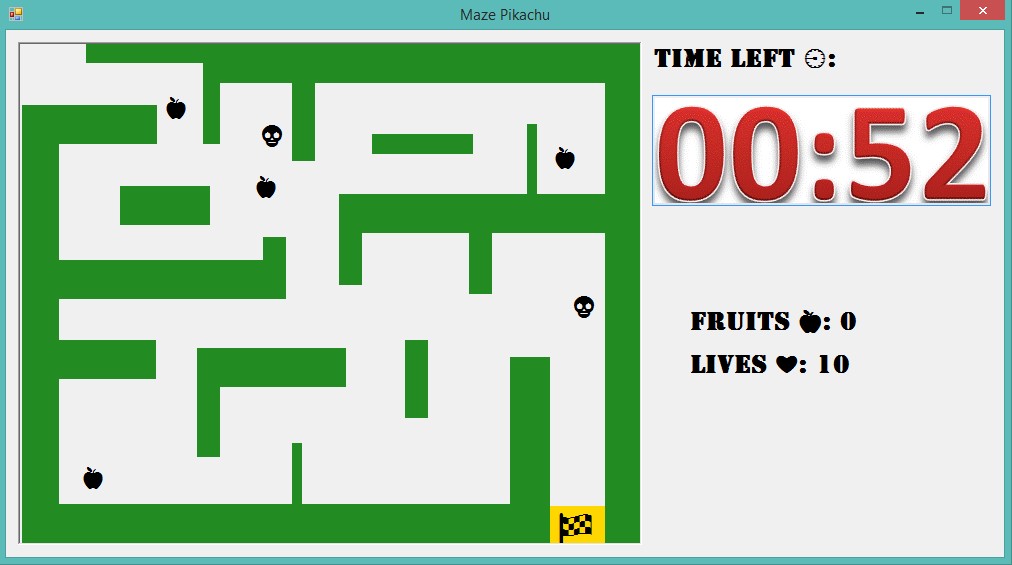 Maze Pikachu
TIME LEFT :
00:52
FRUITS : 0
LIVES ♥: 10